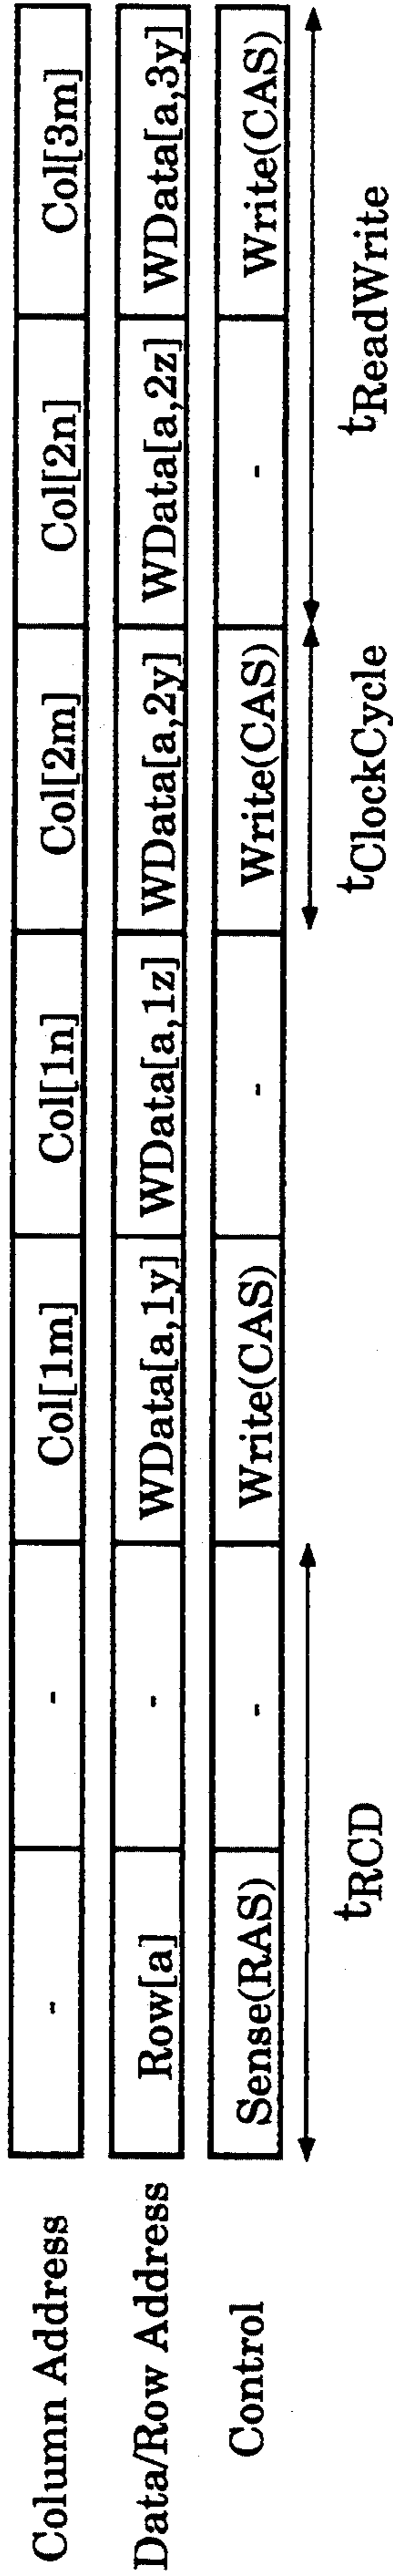 Column Address - - Col[1m] Col[1n] Col[2m] Col[2n] Col[3m]
Data/Row Address Row[a] - WData[a,1y] WData[a,1z] WData[a,2y] WData[a,2z] WData[a,3y]
Control Sense(RAS) - Write(CAS) - Write(CAS) - Write(CAS)
tRCD tClockCycle tReadWrite